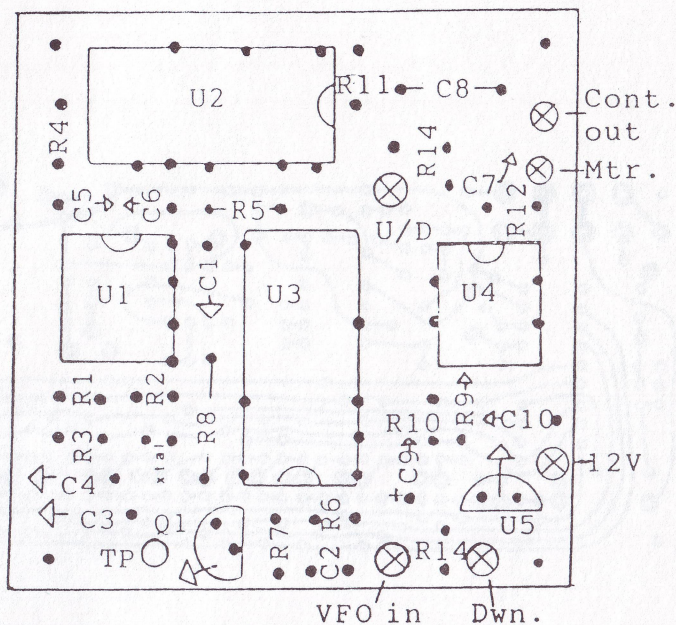 U2
R11
C8
Cont.
out
R4
R14
Mtr.
C7
C5
C6
R5
R12
U/D
U1
C1
U3
U4
R1
R2
R8
R9
R10
C10
R3
xtal
C9
12V
C4
+
C3
Q1
R6
U5
R7
TP
C2
R14
VFO in
Dwn.